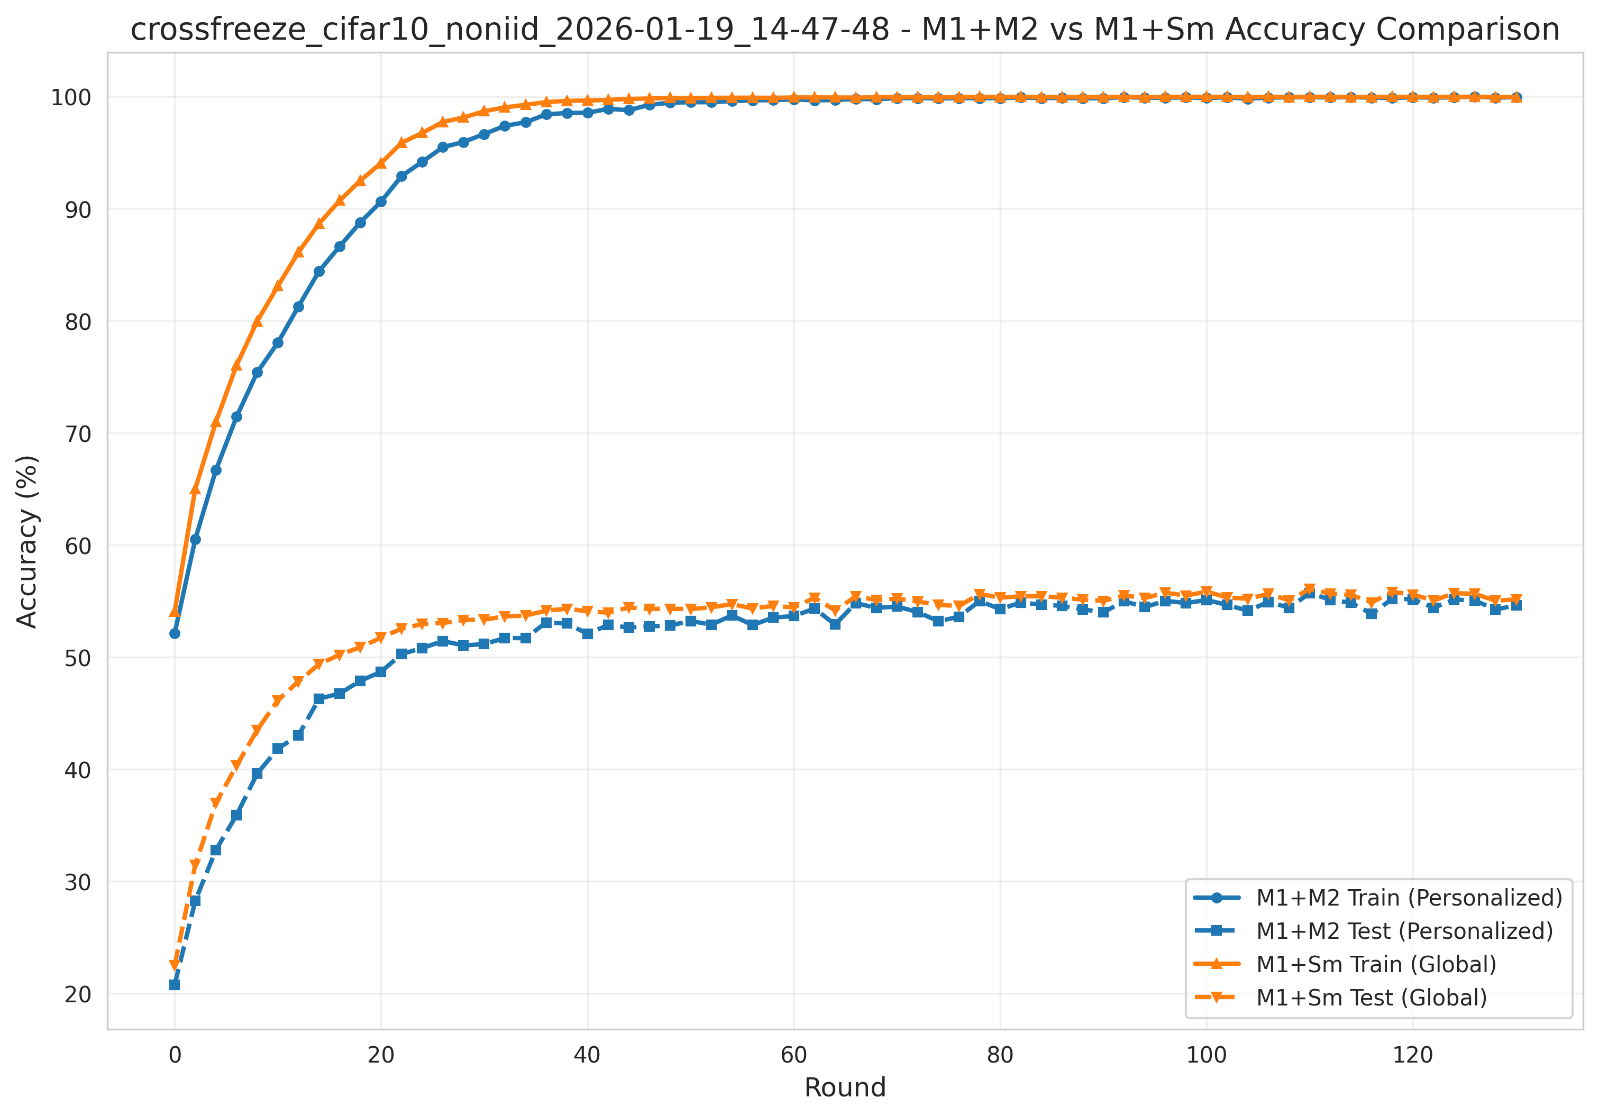 crossfreeze_cifar10_noniid_2026-01-19_14-47-48 - M1+M2 vs M1+Sm Accuracy Comparison
Accuracy (%)
100
90
80
70
60
50
40
30
20
M1+M2 Train (Personalized)
M1+M2 Test (Personalized)
M1+Sm Train (Global)
M1+Sm Test (Global)
0 20 40 60 80 100 120
Round